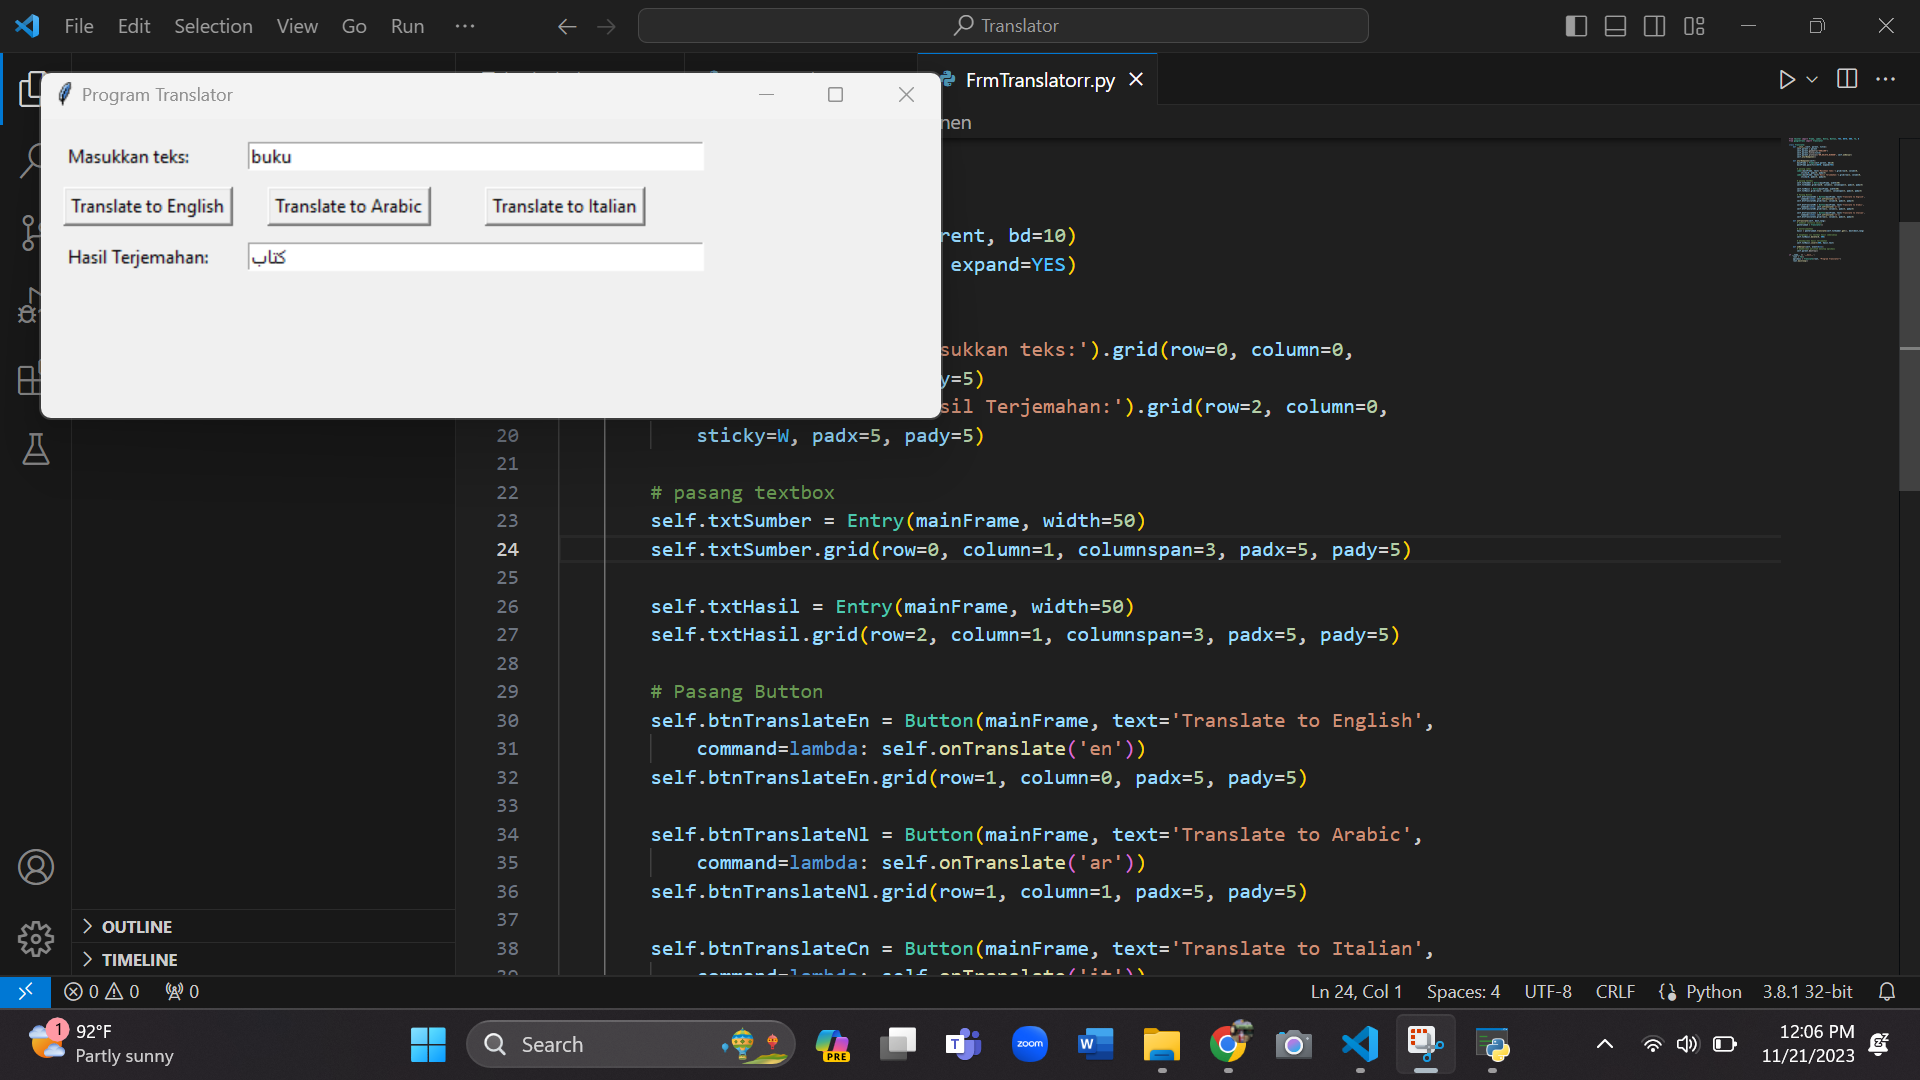 File Edit Selection View Go Run ··· Translator
FrmTranslatorr.py
Program Translator
nen
Masukkan teks: buku
Translate to English Translate to Arabic Translate to Italian
Hasil Terjemahan: كتاب
rent, bd=10)
expand=YES)
sukkan teks:').grid(row=0, column=0,
y=5)
sil Terjemahan:').grid(row=2, column=0,
20 sticky=W, padx=5, pady=5)
21
22 # pasang textbox
23 self.txtSumber = Entry(mainFrame, width=50)
24 self.txtSumber.grid(row=0, column=1, columnspan=3, padx=5, pady=5)
25
26 self.txtHasil = Entry(mainFrame, width=50)
27 self.txtHasil.grid(row=2, column=1, columnspan=3, padx=5, pady=5)
28
29 # Pasang Button
30 self.btnTranslateEn = Button(mainFrame, text='Translate to English',
31 command=lambda: self.onTranslate('en'))
32 self.btnTranslateEn.grid(row=1, column=0, padx=5, pady=5)
33
34 self.btnTranslateNl = Button(mainFrame, text='Translate to Arabic',
35 command=lambda: self.onTranslate('ar'))
36 self.btnTranslateNl.grid(row=1, column=1, padx=5, pady=5)
37
38 self.btnTranslateCn = Button(mainFrame, text='Translate to Italian',
39 command=lambda: self.onTranslate('it'))
OUTLINE
TIMELINE
0 0 0 Ln 24, Col 1 Spaces: 4 UTF-8 CRLF Python 3.8.1 32-bit
1 92°F
Partly sunny
Search
PRE
zoom
12:06 PM
11/21/2023